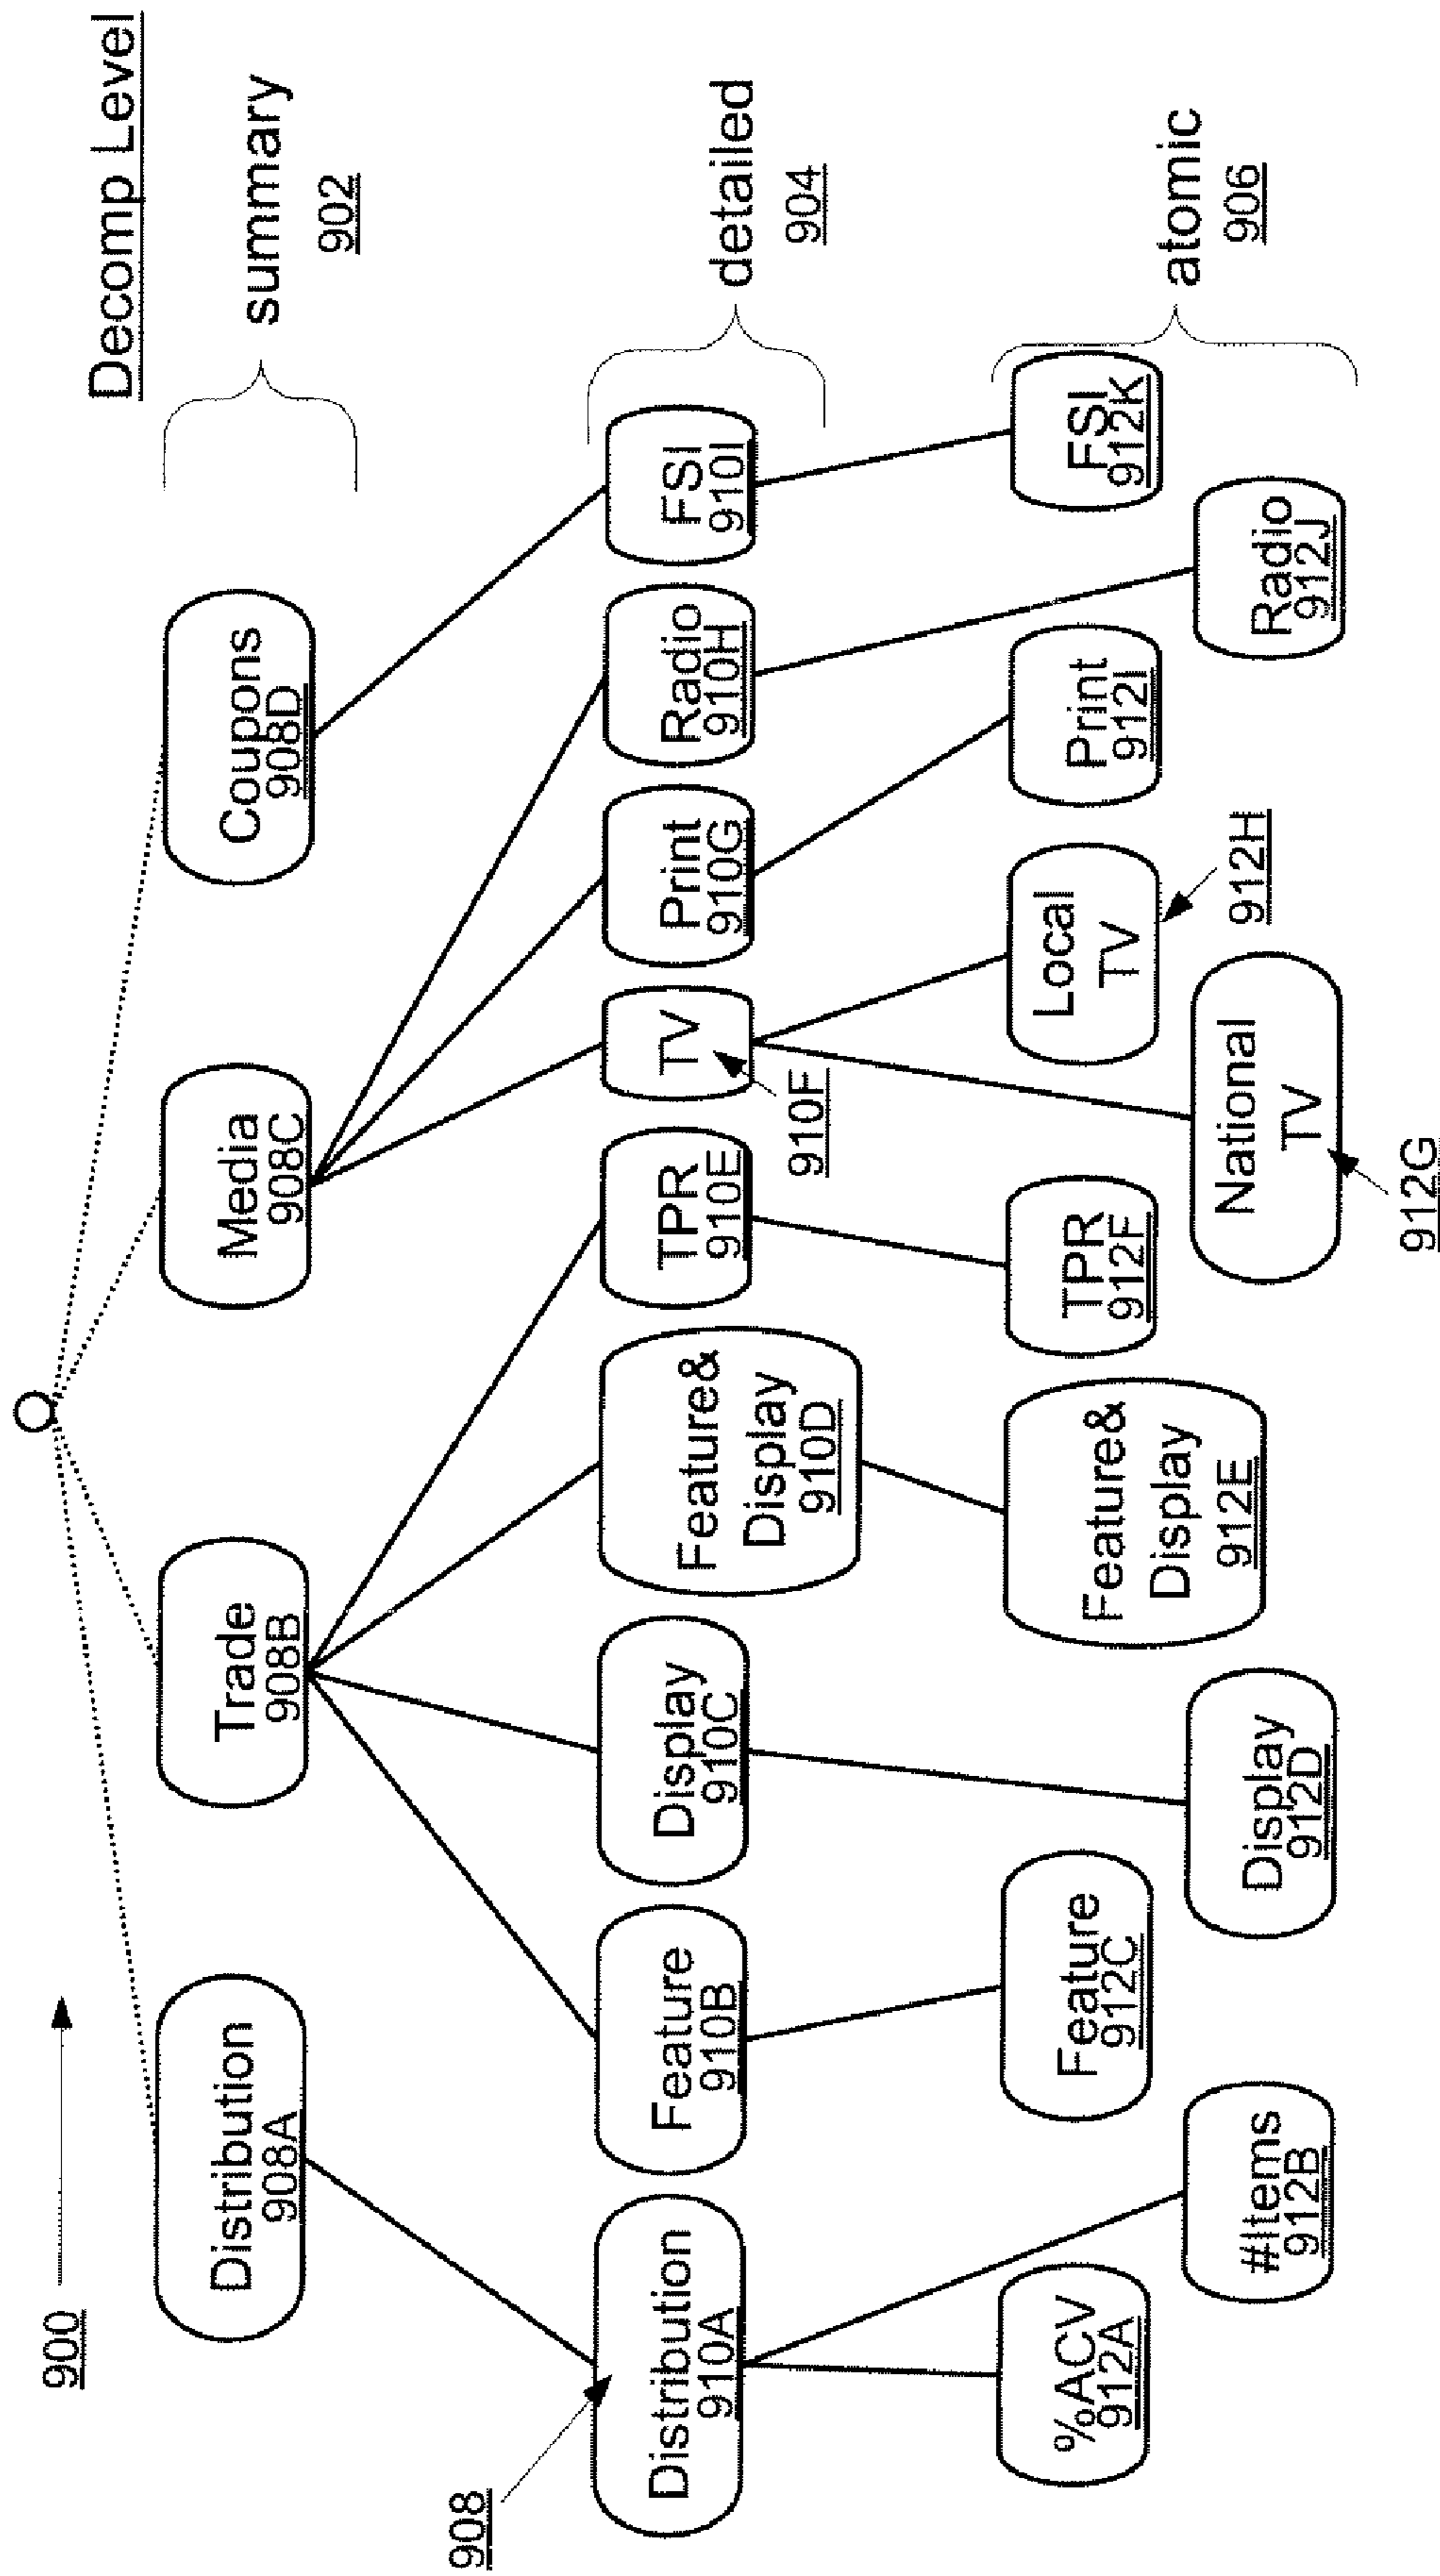 900
Decomp Level
Distribution
908A
Trade
908B
Media
908C
Coupons
908D
summary
902
908
Distribution
910A
Feature
910B
Display
910C
Feature&
Display
910D
TPR
910E
TV
910F
Print
910G
Radio
910H
FSI
910I
detailed
904
%ACV
912A
#Items
912B
Feature
912C
Display
912D
Feature&
Display
912E
TPR
912F
National
TV
912G
Local
TV
912H
Print
912I
Radio
912J
FSI
912K
atomic
906